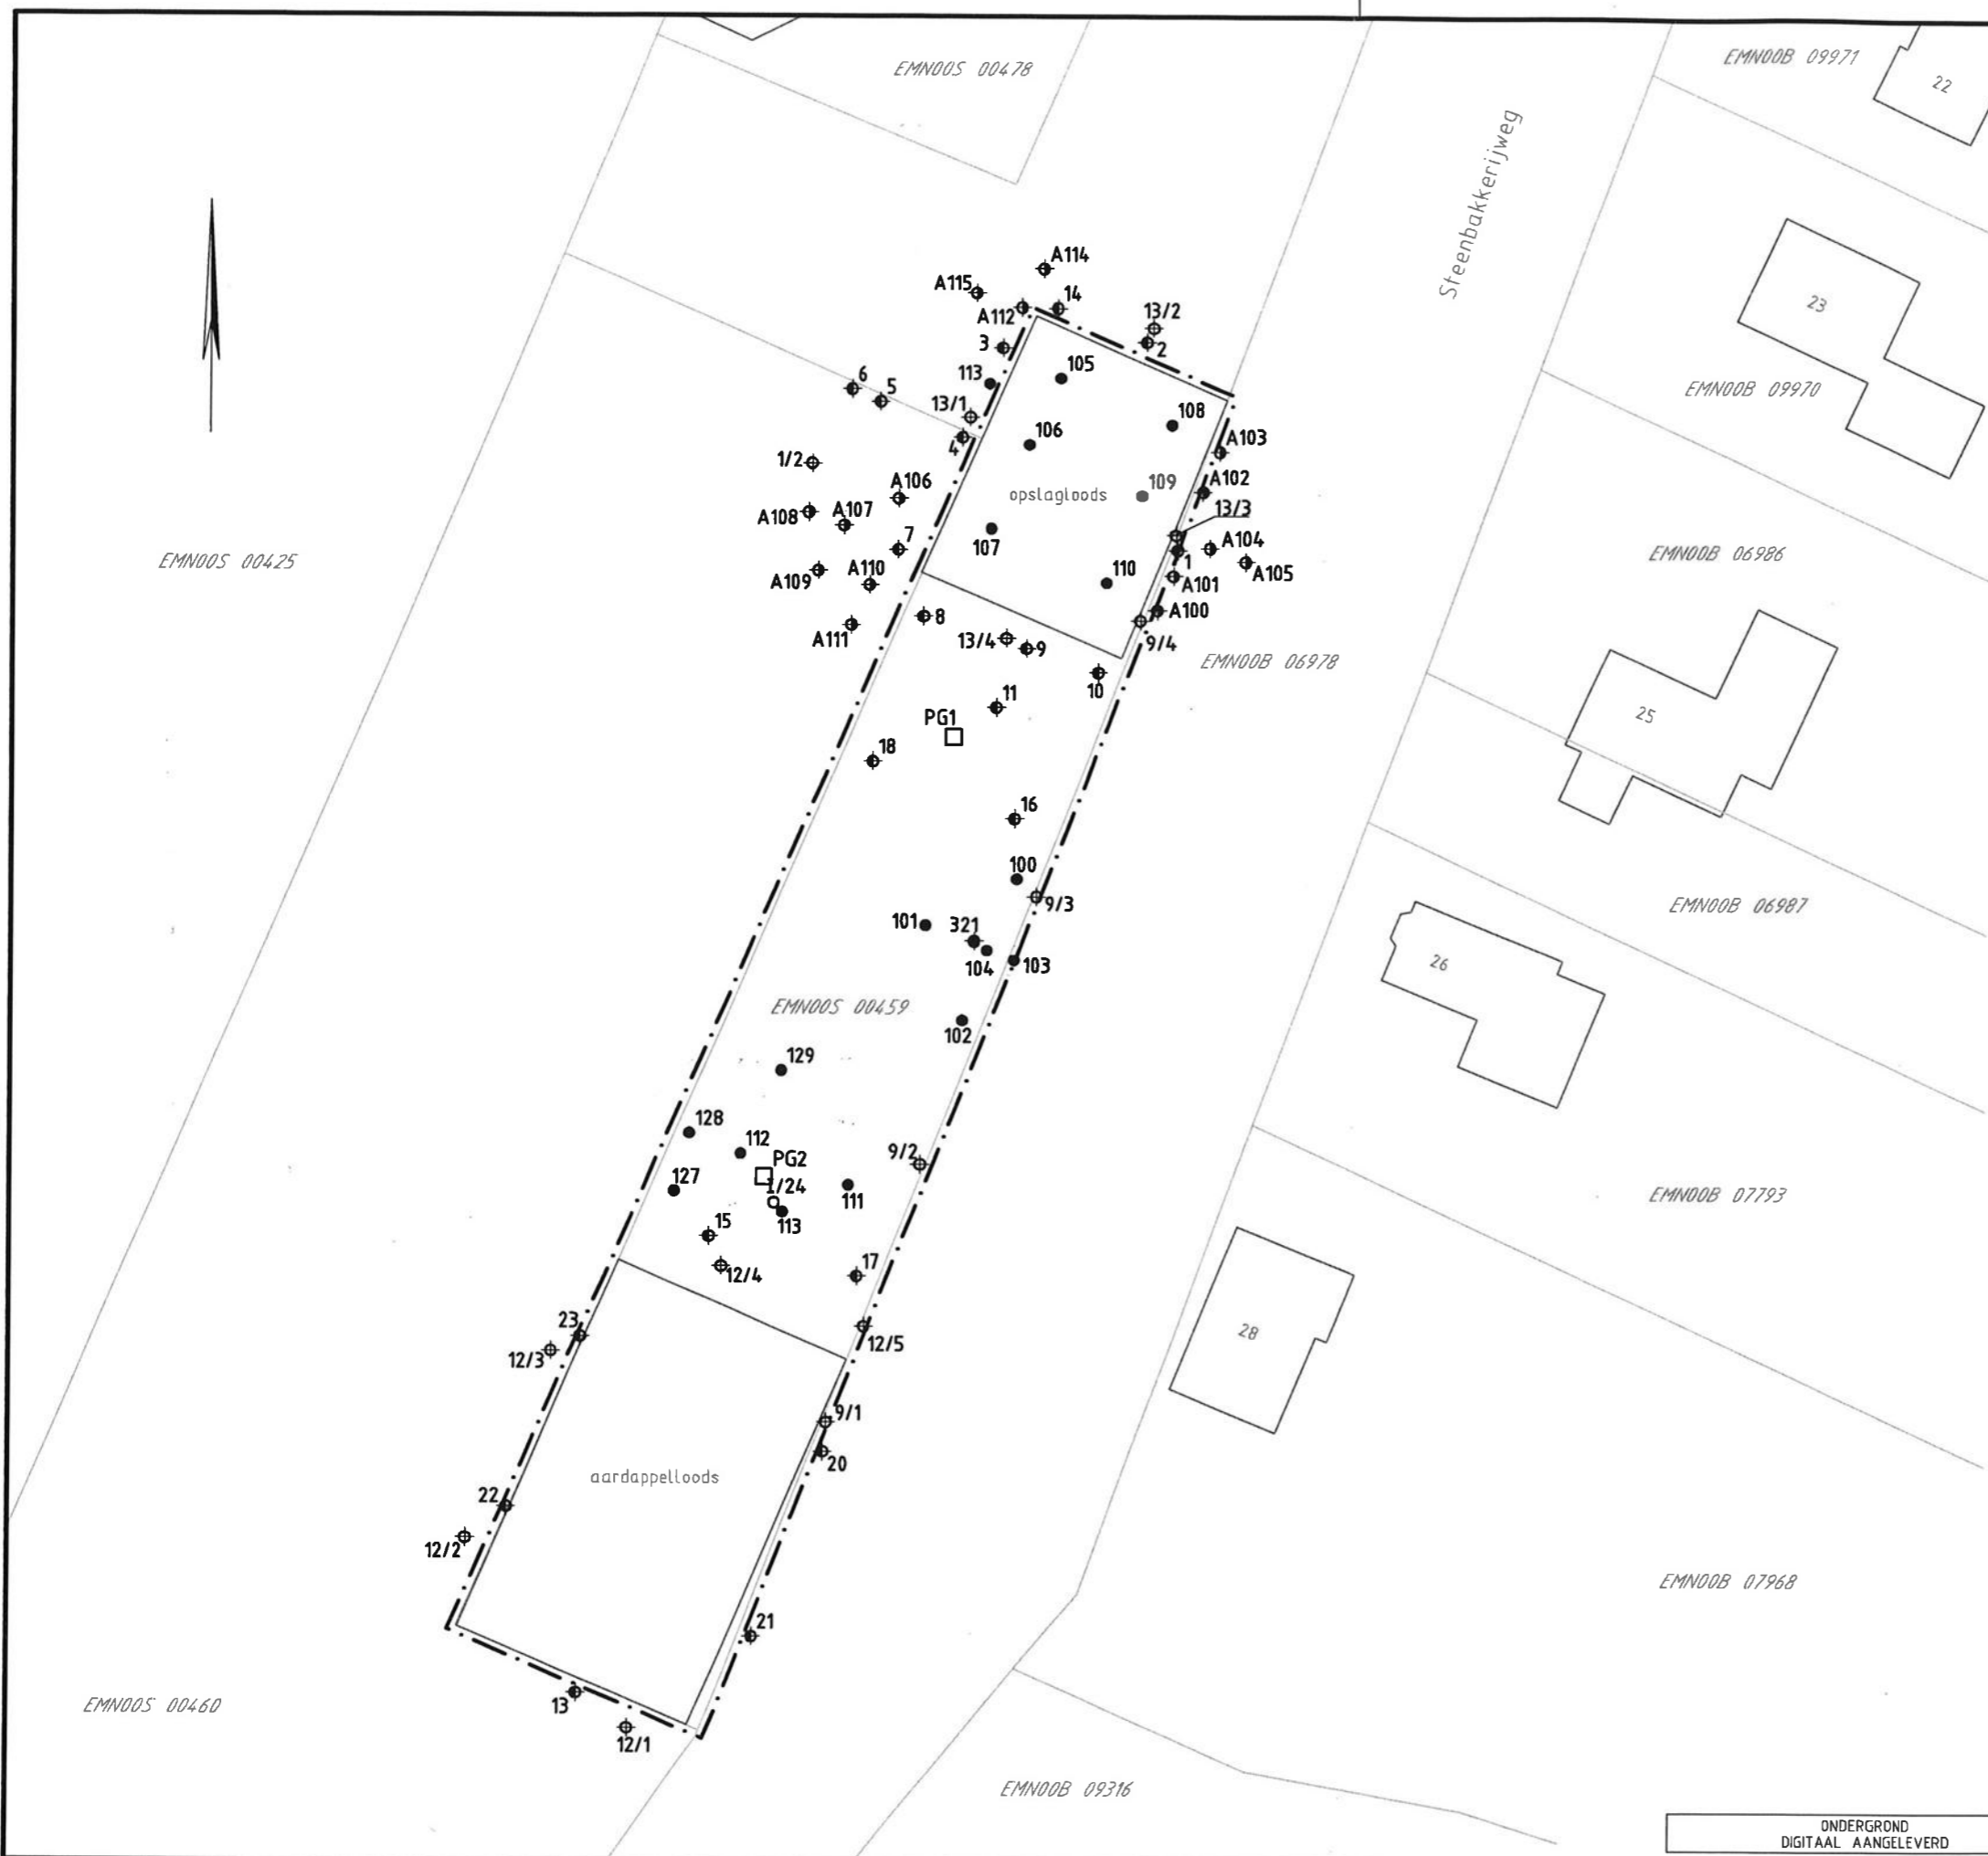 EMN00S 00478
EMN00B 09971
22
Steenbakkerijweg
A114
A115
14
A112
13/2
23
3
2
113
105
6
5
EMN00B 09970
13/1
108
106
4
A103
1/2
A106
A102
opslagloods
109
A108
A107
13/3
7
107
A104
EMN00S 00425
EMN00B 06986
1
A109
A110
110
A105
A101
A100
8
A111
13/4
9
9/4
EMN00B 06978
10
11
PG1
25
18
16
100
9/3
EMN00B 06987
101
321
104
103
26
EMN00S 00459
102
129
128
112
9/2
PG2
127
1/24
111
EMN00B 07793
113
15
12/4
17
23
28
12/5
12/3
9/1
20
aardappelloods
22
12/2
EMN00B 07968
21
EMN00S 00460
13
12/1
EMN00B 09316
ONDERGROND
DIGITAAL AANGELEVERD